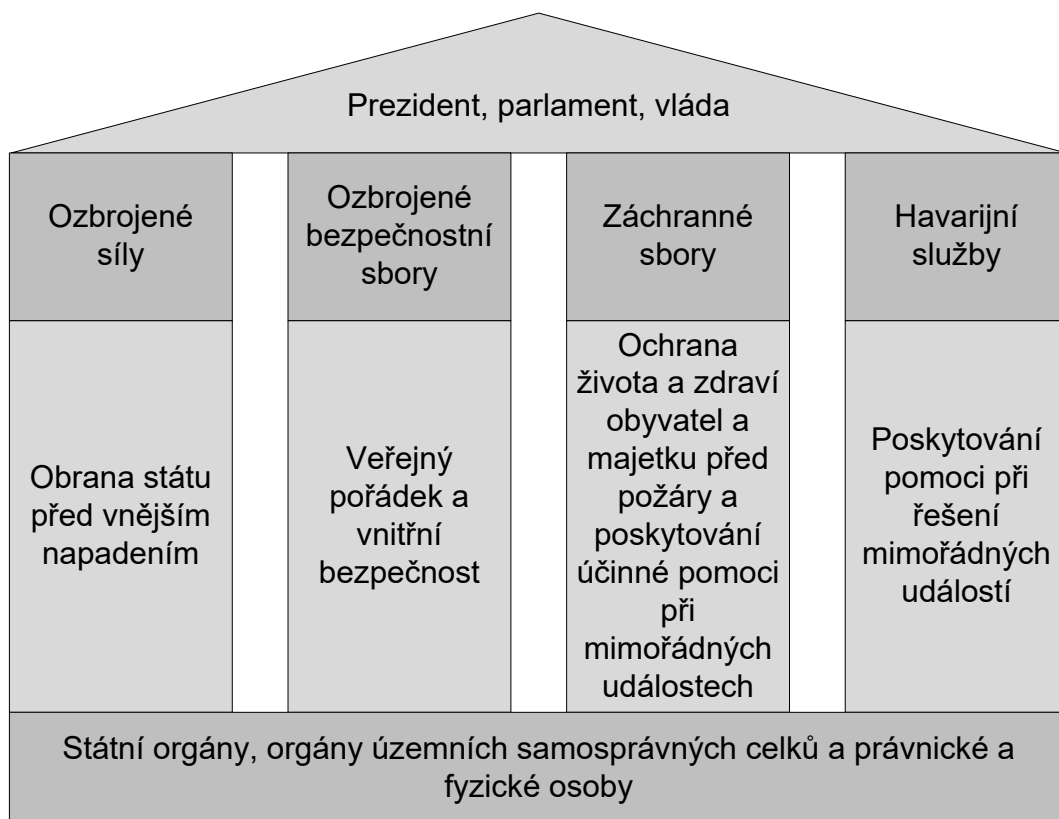 Prezident, parlament, vláda
Ozbrojené
síly
Ozbrojené
bezpečnostní
sbory
Záchranné
sbory
Havarijní
služby
Obrana státu
před vnějším
napadením
Veřejný
pořádek a
vnitřní
bezpečnost
Ochrana
života a zdraví
obyvatel a
majetku před
požáry a
poskytování
účinné pomoci
při
mimořádných
událostech
Poskytování
pomoci při
řešení
mimořádných
událostí
Státní orgány, orgány územních samosprávných celků a právnické a
fyzické osoby